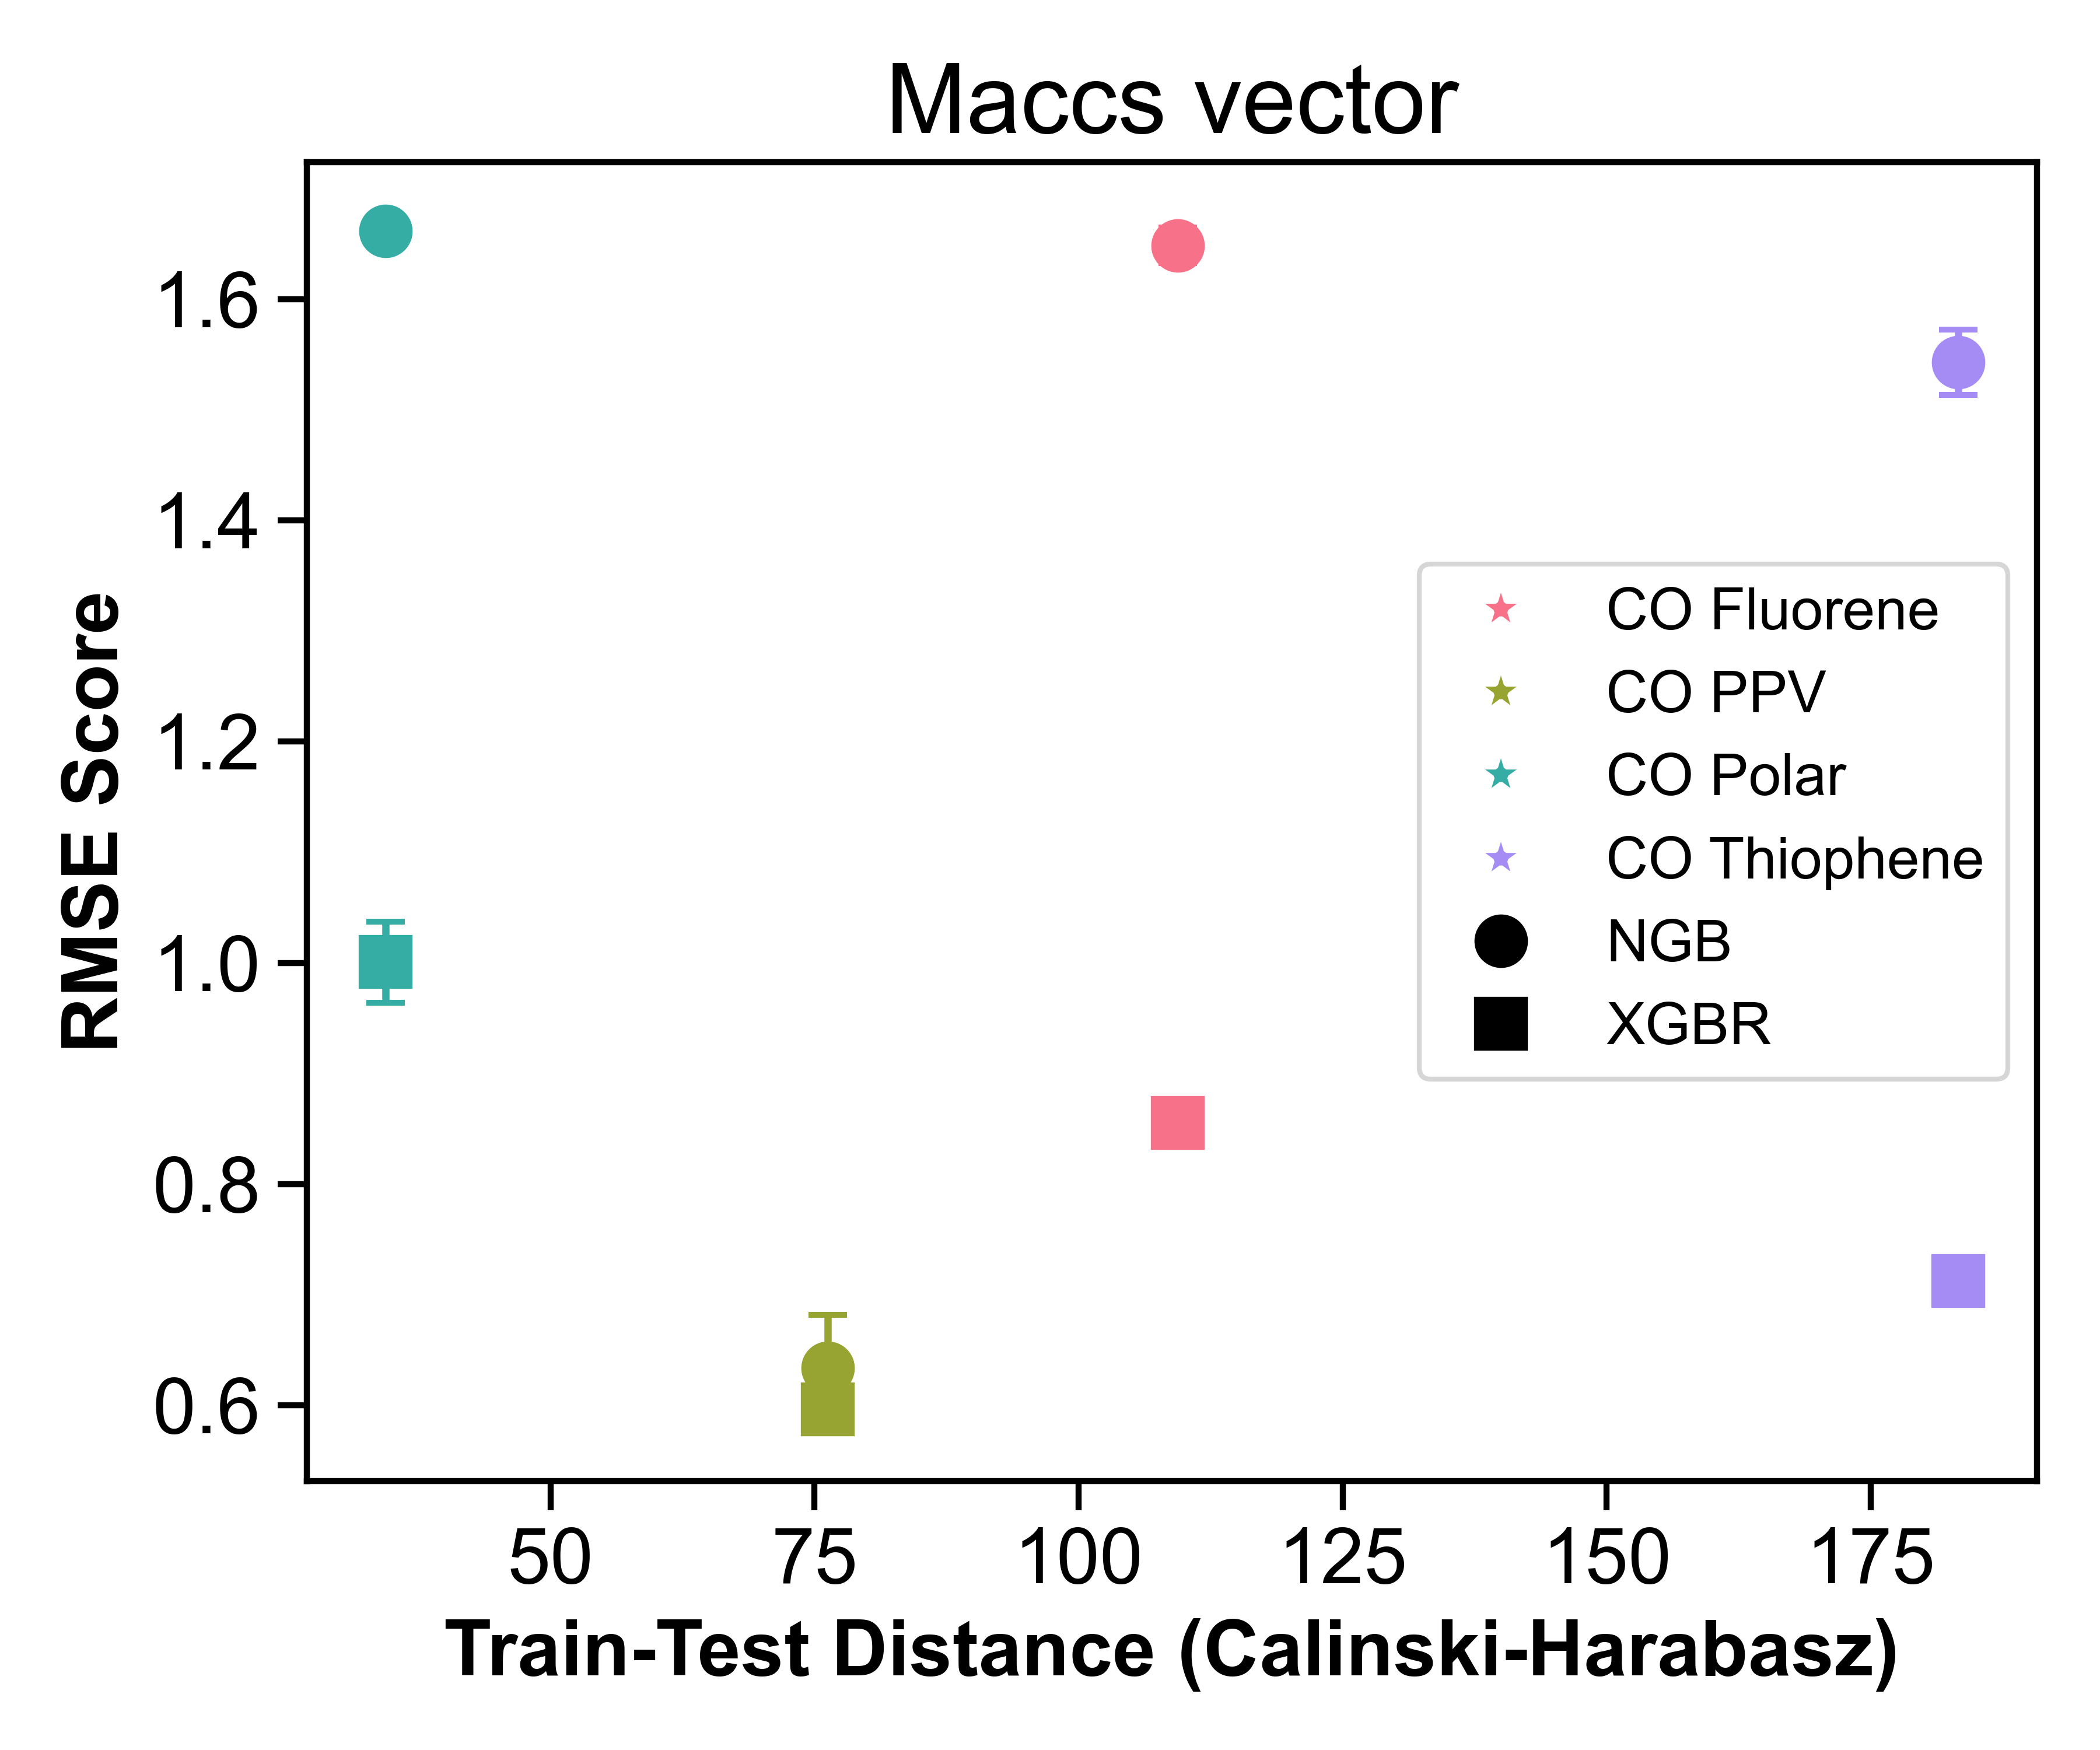 Maccs vector
1.6
1.4
1.2
1.0
0.8
0.6
RMSE Score
CO Fluorene
CO PPV
CO Polar
CO Thiophene
NGB
XGBR
50 75 100 125 150 175
Train-Test Distance (Calinski-Harabasz)